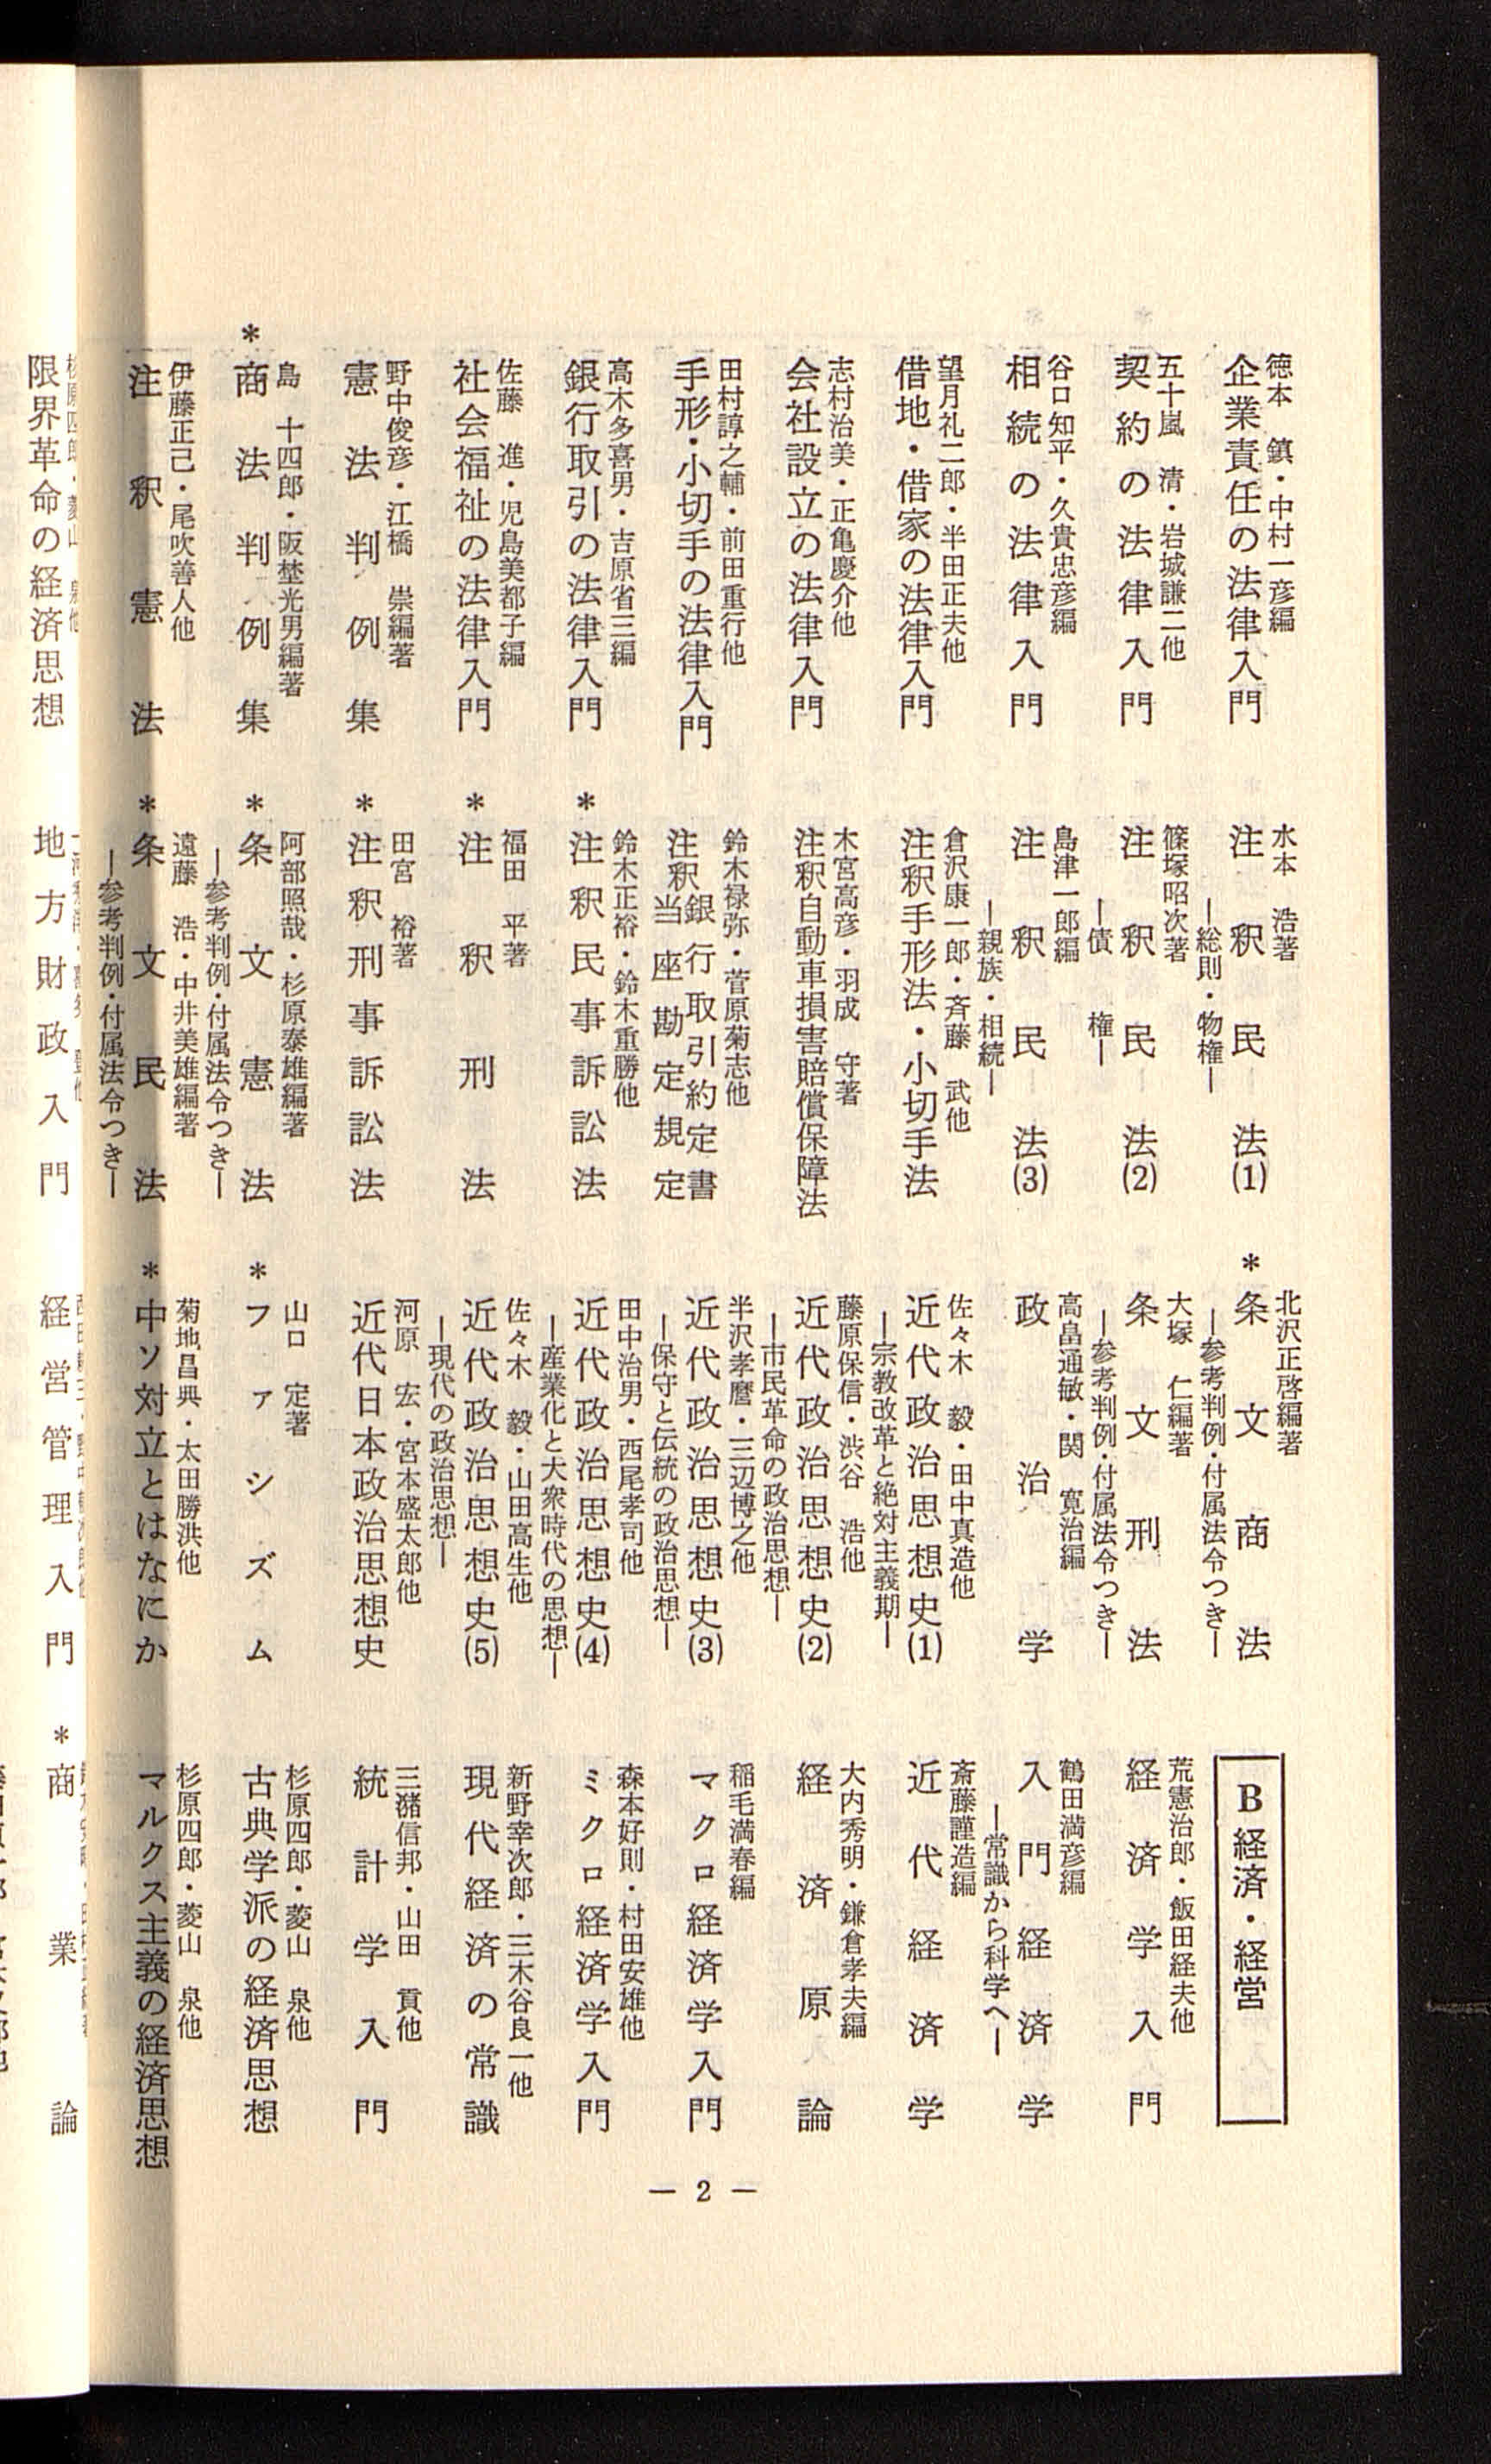 徳本　鎮・中村一彦編
企業責任の法律入門
五十嵐　清・岩城謙二他
契約の法律入門
谷口知平・久貴忠彦編
相続の法律入門
望月礼二郎・半田正夫他
借地・借家の法律入門
志村治美・正亀慶介他
会社設立の法律入門
田村諄之輔・前田重行他
手形・小切手の法律入門
高木多喜男・吉原省三編
銀行取引の法律入門
佐藤　進・児島美都子編
社会福祉の法律入門
野中俊彦・江橋　崇編著
憲法判例集
島　十四郎・阪埜光男編著
＊商法判例集
伊藤正己・尾吹善人他
注釈憲法
水本　浩著
注釈民法(1)
―総則・物権―
篠塚昭次著
注釈民法(2)
―債　権―
島津一郎編
注釈民法(3)
―親族・相続―
倉沢康一郎・斉藤　武他
注釈手形法・小切手法
木宮高彦・羽成　守著
注釈自動車損害賠償保障法
鈴木禄弥・菅原菊志他
注釈銀行取引約定書
当座勘定規定
鈴木正裕・鈴木重勝他
＊注釈民事訴訟法
福田　平著
＊注釈刑法
田宮　裕著
＊注釈刑事訴訟法
阿部照哉・杉原泰雄編著
＊条文憲法
―参考判例・付属法令つき―
遠藤　浩・中井美雄編著
＊条文民法
―参考判例・付属法令つき―
北沢正啓編著
＊条文商法
―参考判例・付属法令つき―
大塚　仁編著
条文刑法
―参考判例・付属法令つき―
高畠通敏・関　寛治編
政治学
佐々木　毅・田中真造他
近代政治思想史(1)
―宗教改革と絶対主義期―
藤原保信・渋谷　浩他
近代政治思想史(2)
―市民革命の政治思想―
半沢孝麿・三辺博之他
近代政治思想史(3)
―保守と伝統の政治思想―
田中治男・西尾孝司他
近代政治思想史(4)
―産業化と大衆時代の思想―
佐々木　毅・山田高生他
近代政治思想史(5)
―現代の政治思想―
河原　宏・宮本盛太郎他
近代日本政治思想史
山口　定著
＊ファシズム
菊地昌典・太田勝洪他
＊中ソ対立とはなにか
B 経済・経営
荒憲治郎・飯田経夫他
経済学入門
鶴田満彦編
入門経済学
―常識から科学へ―
斎藤謹造編
近代経済学
大内秀明・鎌倉孝夫編
経済原論
稲毛満春編
マクロ経済学入門
森本好則・村田安雄他
ミクロ経済学入門
新野幸次郎・三木谷良一他
現代経済の常識
三潴信邦・山田　貢他
統計学入門
杉原四郎・菱山　泉他
古典学派の経済思想
杉原四郎・菱山　泉他
マルクス主義の経済思想
― 2 ―
限界革命の経済思想
地方財政入門
経営管理入門
＊商業論